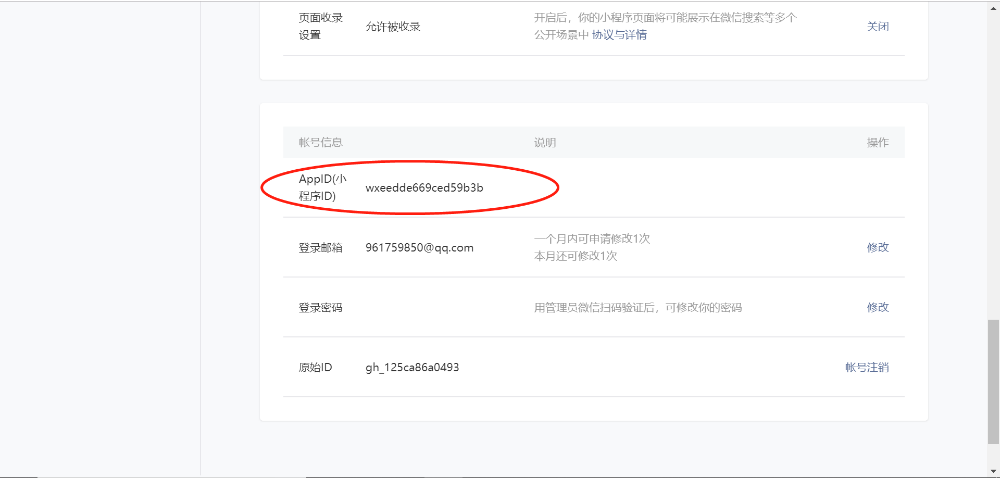 页面收录
设置
允许被收录
开启后，你的小程序页面将可能展示在微信搜索等多个
公开场景中 协议与详情
关闭
帐号信息
说明
操作
AppID(小
程序ID)
wxeedde669ced59b3b
登录邮箱
961759850@qq.com
一个月内可申请修改1次
本月还可修改1次
修改
登录密码
用管理员微信扫码验证后，可修改你的密码
修改
原始ID
gh_125ca86a0493
帐号注销